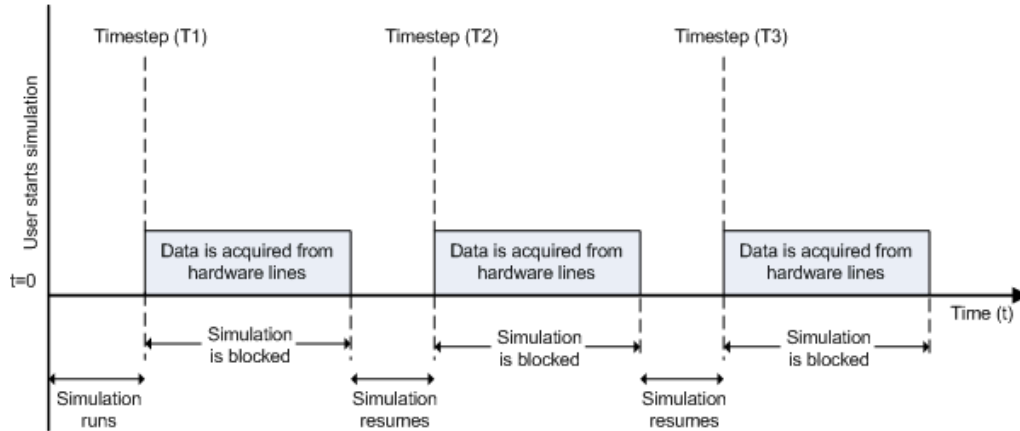 Timestep (T1)
Timestep (T2)
Timestep (T3)
User starts simulation
Data is acquired from
hardware lines
Data is acquired from
hardware lines
Data is acquired from
hardware lines
t=0
Time (t)
Simulation
is blocked
Simulation
is blocked
Simulation
is blocked
Simulation
runs
Simulation
resumes
Simulation
resumes